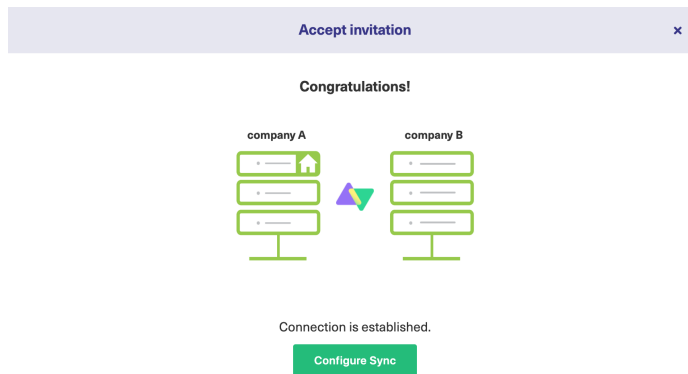 Accept invitation ×
Congratulations!
company A company B
Connection is established.
Configure Sync